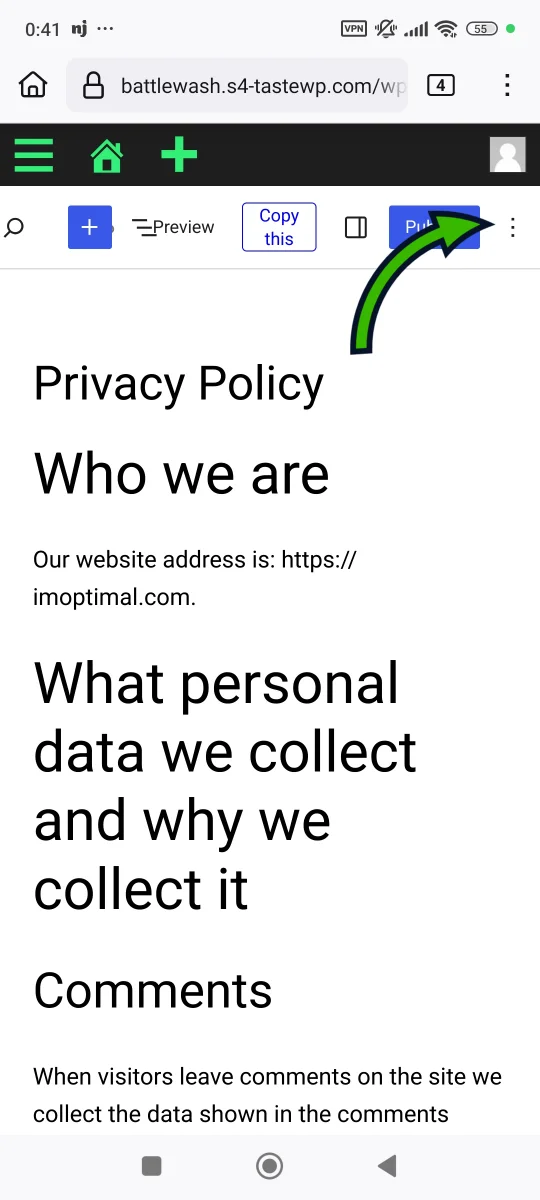 0:41 nj ··· VPN 55
battlewash.s4-tastewp.com/wp 4
Preview
Copy
this
Privacy Policy
Who we are
Our website address is: https://
imoptimal.com.
What personal
data we collect
and why we
collect it
Comments
When visitors leave comments on the site we
collect the data shown in the comments